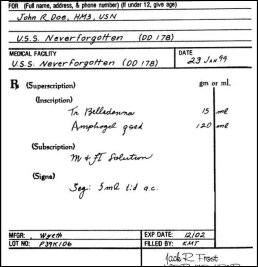 FOR (Full name, address, & phone number) (If under 12, give age)
John R. Doe, HM3, USN
U.S.S. Neverforgotten (DD 178)
MEDICAL FACILITY DATE
U.S.S. Neverforgotten (DD 178) 23 Jan 99
℞ (Superscription) gm or ml.
(Inscription)
Tr Belladonna 15 ml
Amphogel qsad 120 ml
(Subscription)
M & Ft Solution
(Signa)
Sig: 5ml tid a.c.
MFGR: Wyeth EXP DATE: 12/02
LOT NO: P39K106 FILLED BY: KMT
Jack R. Frost